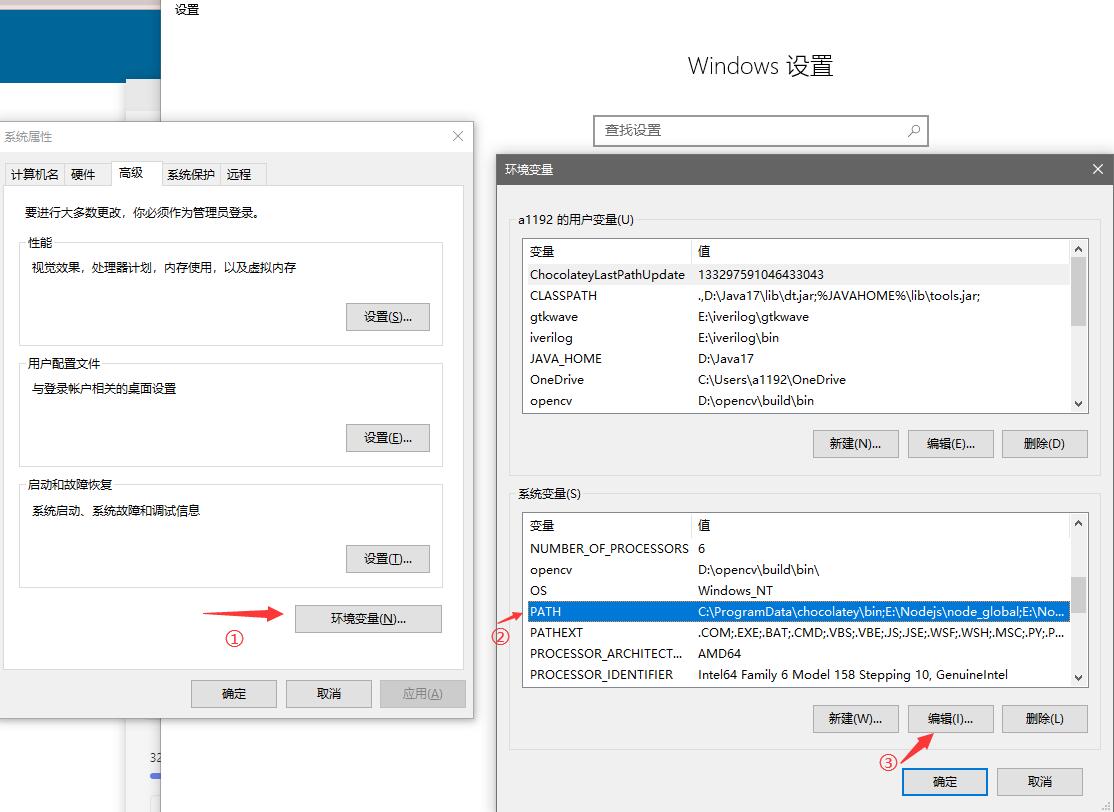 设置
Windows 设置
查找设置
系统属性
计算机名 硬件 高级 系统保护 远程
要进行大多数更改，你必须作为管理员登录。
性能
视觉效果，处理器计划，内存使用，以及虚拟内存
设置(S)...
用户配置文件
与登录帐户相关的桌面设置
设置(E)...
启动和故障恢复
系统启动、系统故障和调试信息
设置(T)...
①
环境变量(N)...
确定 取消 应用(A)
32
环境变量
a1192 的用户变量(U)
变量 值
ChocolateyLastPathUpdate 133297591046433043
CLASSPATH .,D:\Java17\lib\dt.jar;%JAVAHOME%\lib\tools.jar;
gtkwave E:\iverilog\gtkwave
iverilog E:\iverilog\bin
JAVA_HOME D:\Java17
OneDrive C:\Users\a1192\OneDrive
opencv D:\opencv\build\bin
新建(N)... 编辑(E)... 删除(D)
系统变量(S)
变量 值
NUMBER_OF_PROCESSORS 6
opencv D:\opencv\build\bin\
OS Windows_NT
② PATH C:\ProgramData\chocolatey\bin;E:\Nodejs\node_global;E:\No...
PATHEXT .COM;.EXE;.BAT;.CMD;.VBS;.VBE;.JS;.JSE;.WSF;.WSH;.MSC;.PY;.P...
PROCESSOR_ARCHITECT... AMD64
PROCESSOR_IDENTIFIER Intel64 Family 6 Model 158 Stepping 10, GenuineIntel
新建(W)... 编辑(I)... 删除(L)
③
确定 取消